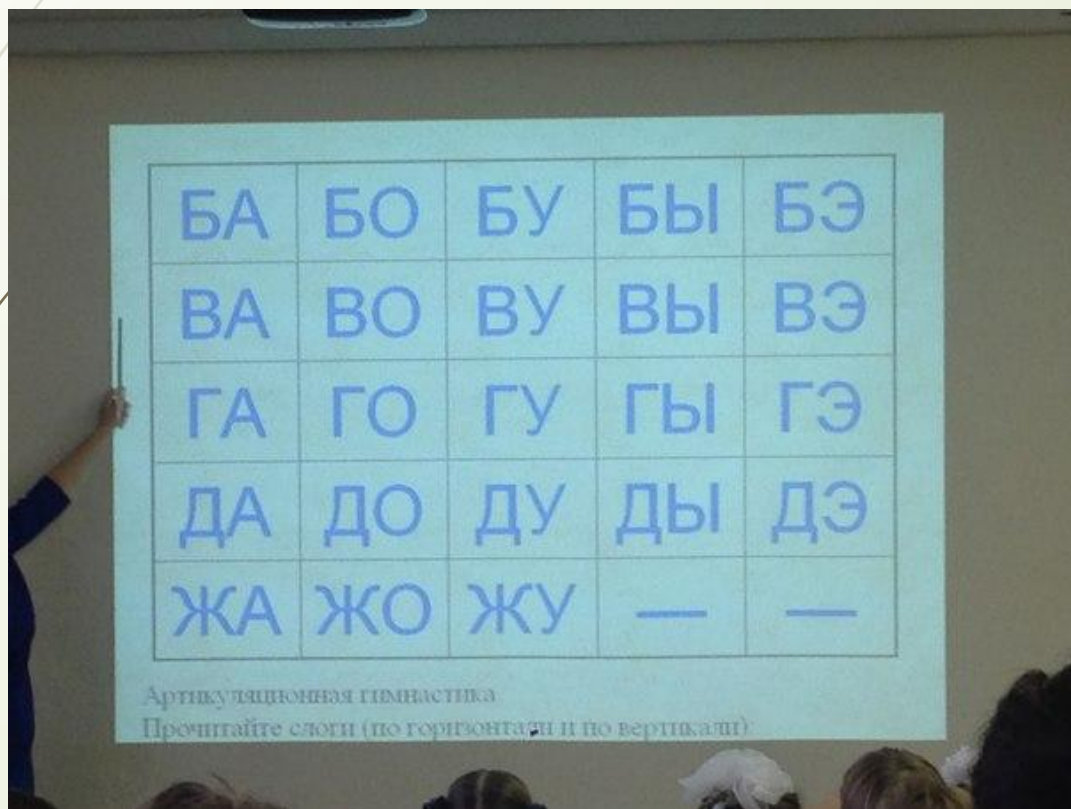 БА БО БУ БЫ БЭ
ВА ВО ВУ ВЫ ВЭ
ГА ГО ГУ ГЫ ГЭ
ДА ДО ДУ ДЫ ДЭ
ЖА ЖО ЖУ — —
Артикуляционная гимнастика
Прочитайте слоги (по горизонтали и по вертикали)